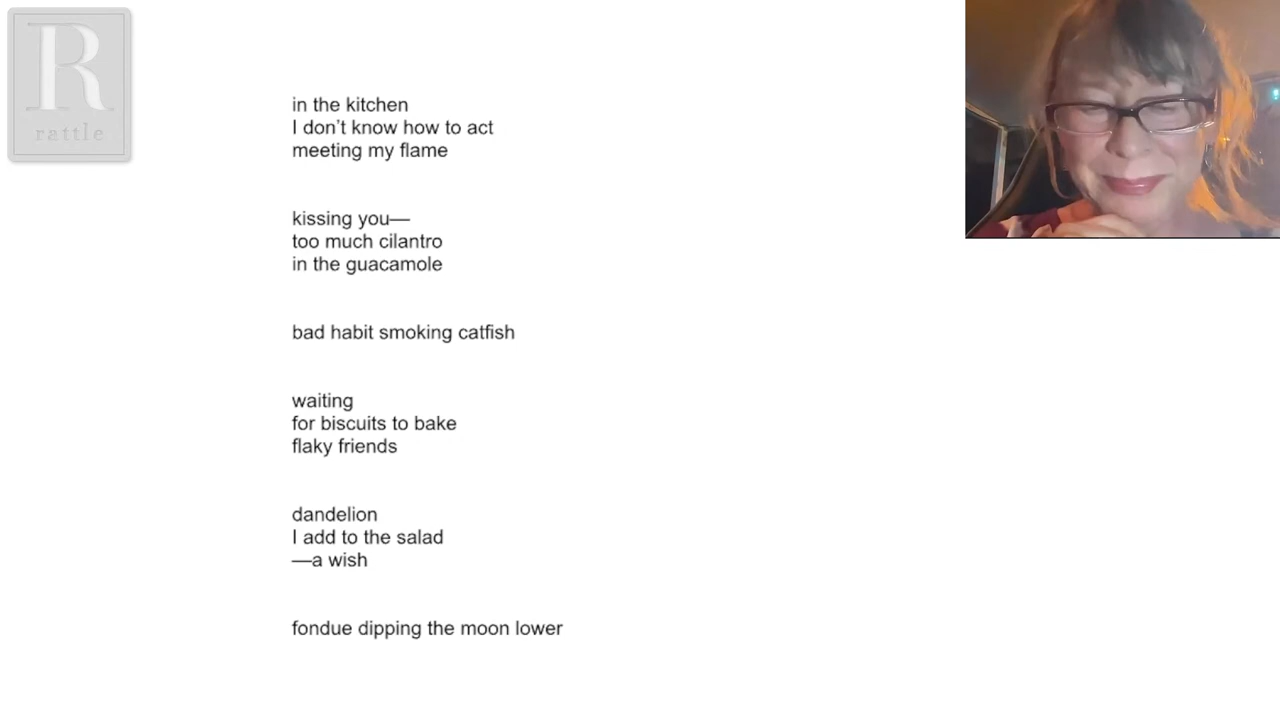 R
rattle
in the kitchen
I don’t know how to act
meeting my flame
kissing you—
too much cilantro
in the guacamole
bad habit smoking catfish
waiting
for biscuits to bake
flaky friends
dandelion
I add to the salad
—a wish
fondue dipping the moon lower